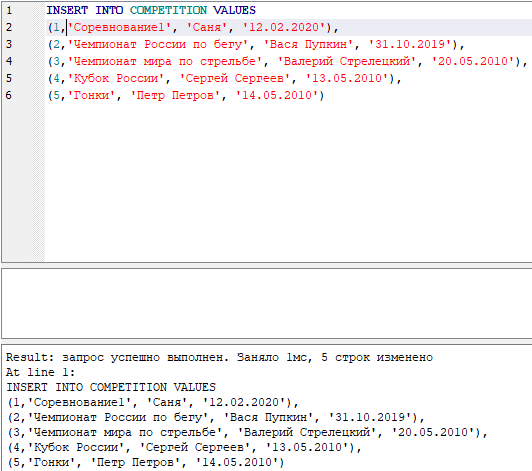 1 INSERT INTO COMPETITION VALUES
2 (1,'Соревнование1', 'Саня', '12.02.2020'),
3 (2,'Чемпионат России по бегу', 'Вася Пупкин', '31.10.2019'),
4 (3,'Чемпионат мира по стрельбе', 'Валерий Стрелецкий', '20.05.2010'),
5 (4,'Кубок России', 'Сергей Сергеев', '13.05.2010'),
6 (5,'Гонки', 'Петр Петров', '14.05.2010')
Result: запрос успешно выполнен. Заняло 1мс, 5 строк изменено
At line 1:
INSERT INTO COMPETITION VALUES
(1,'Соревнование1', 'Саня', '12.02.2020'),
(2,'Чемпионат России по бегу', 'Вася Пупкин', '31.10.2019'),
(3,'Чемпионат мира по стрельбе', 'Валерий Стрелецкий', '20.05.2010'),
(4,'Кубок России', 'Сергей Сергеев', '13.05.2010'),
(5,'Гонки', 'Петр Петров', '14.05.2010')